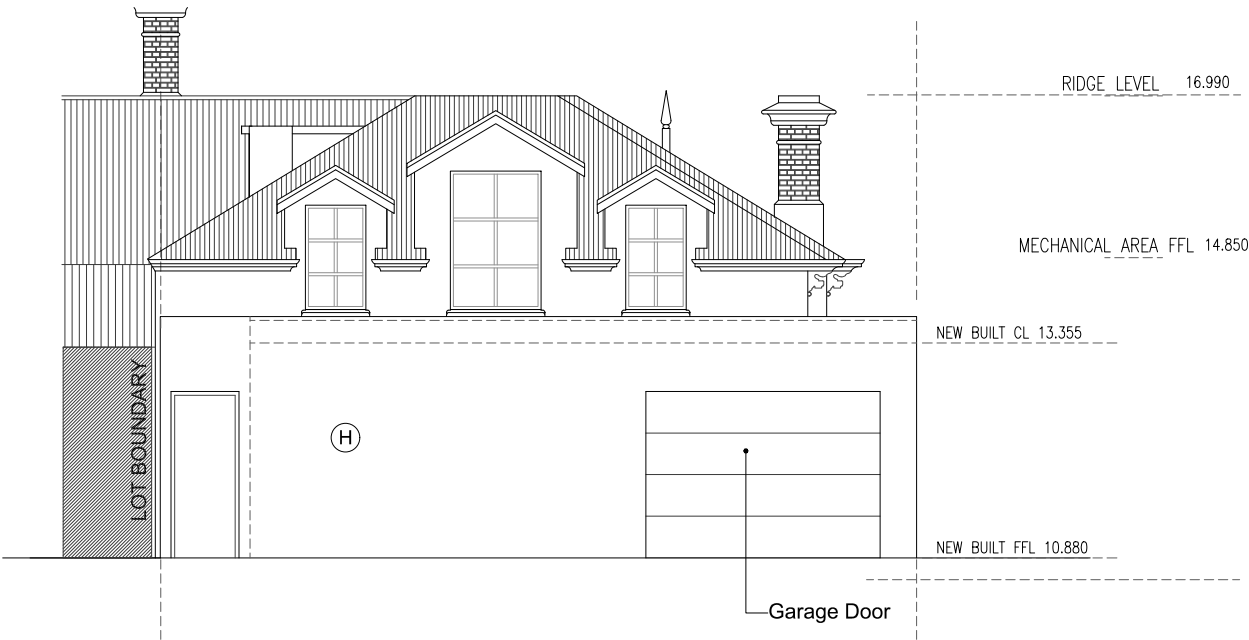 RIDGE LEVEL 16.990
MECHANICAL AREA FFL 14.850
NEW BUILT CL 13.355
LOT BOUNDARY
H
NEW BUILT FFL 10.880
Garage Door